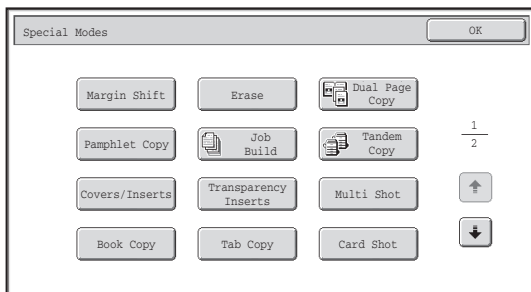 Special Modes
OK
Margin Shift
Erase
Dual Page
Copy
Pamphlet Copy
Job
Build
Tandem
Copy
1
2
Covers/Inserts
Transparency
Inserts
Multi Shot
Book Copy
Tab Copy
Card Shot